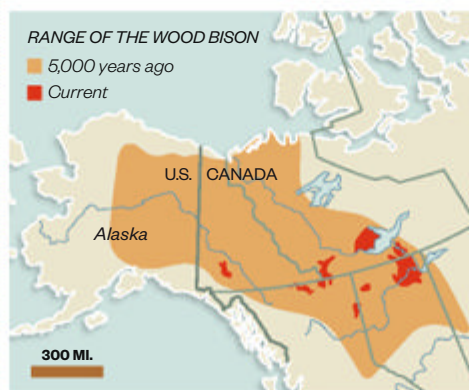 RANGE OF THE WOOD BISON
5,000 years ago
Current
U.S. CANADA
Alaska
300 MI.